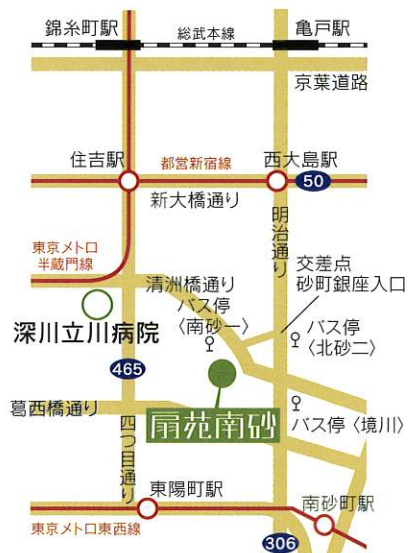 錦糸町駅
総武本線
亀戸駅
京葉道路
住吉駅
都営新宿線
西大島駅
50
新大橋通り
明治通り
東京メトロ
半蔵門線
清洲橋通り
バス停
〈南砂一〉
交差点
砂町銀座入口
深川立川病院
バス停
〈北砂二〉
465
葛西橋通り
扇苑南砂
バス停〈境川〉
四つ目通り
東陽町駅
南砂町駅
東京メトロ東西線
306